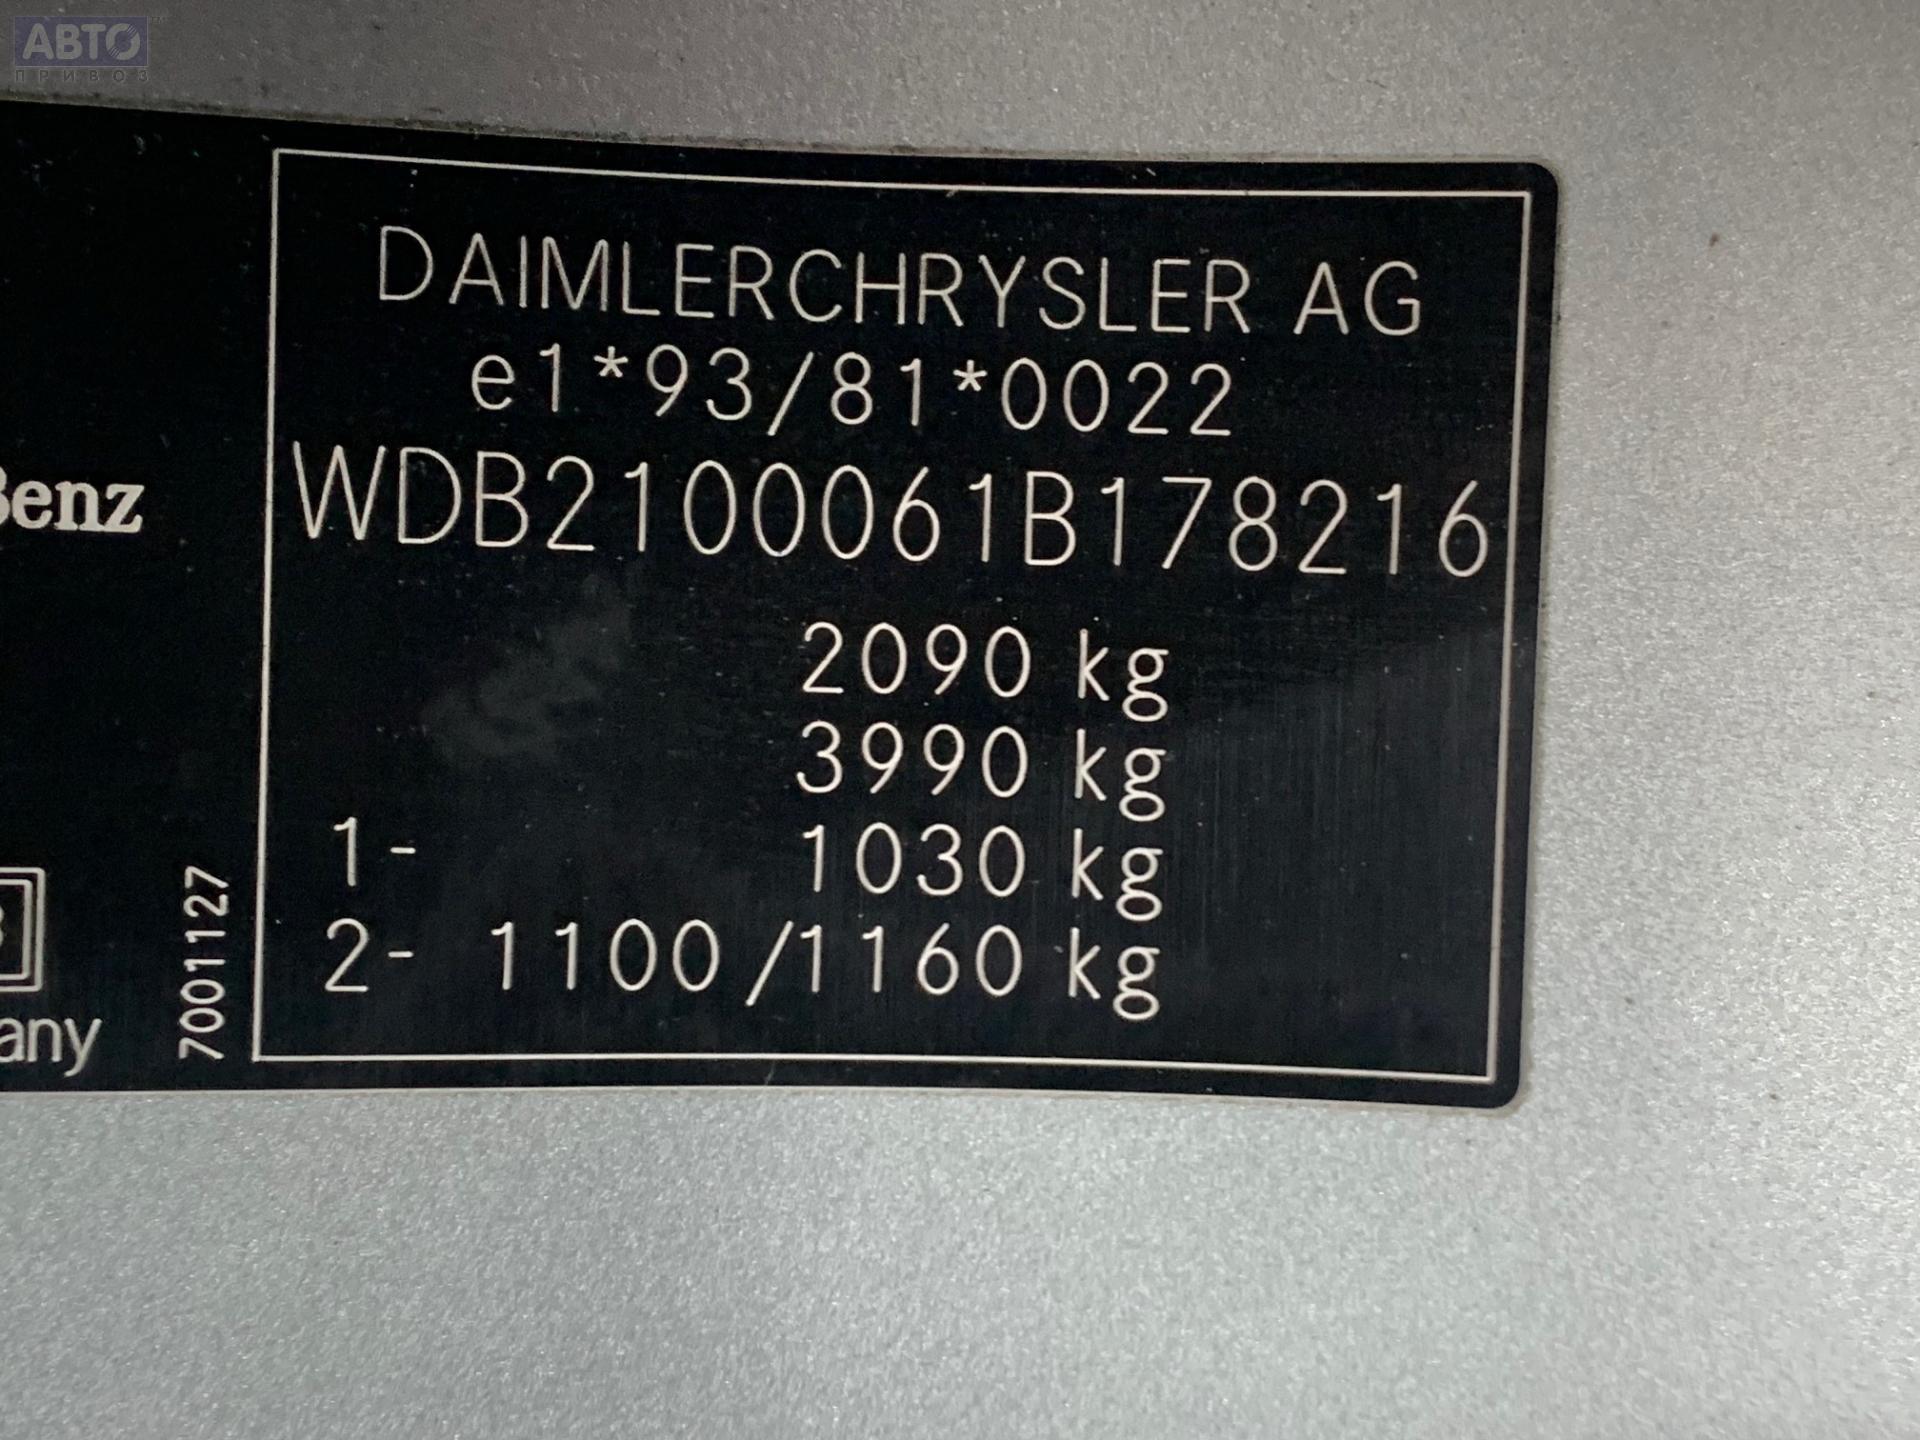 АВТО
ПРИВОЗ
DAIMLERCHRYSLER AG
e1*93/81*0022
WDB2100061B178216
2090 kg
3990 kg
1- 1030 kg
2- 1100/1160 kg
Benz
any
7001127